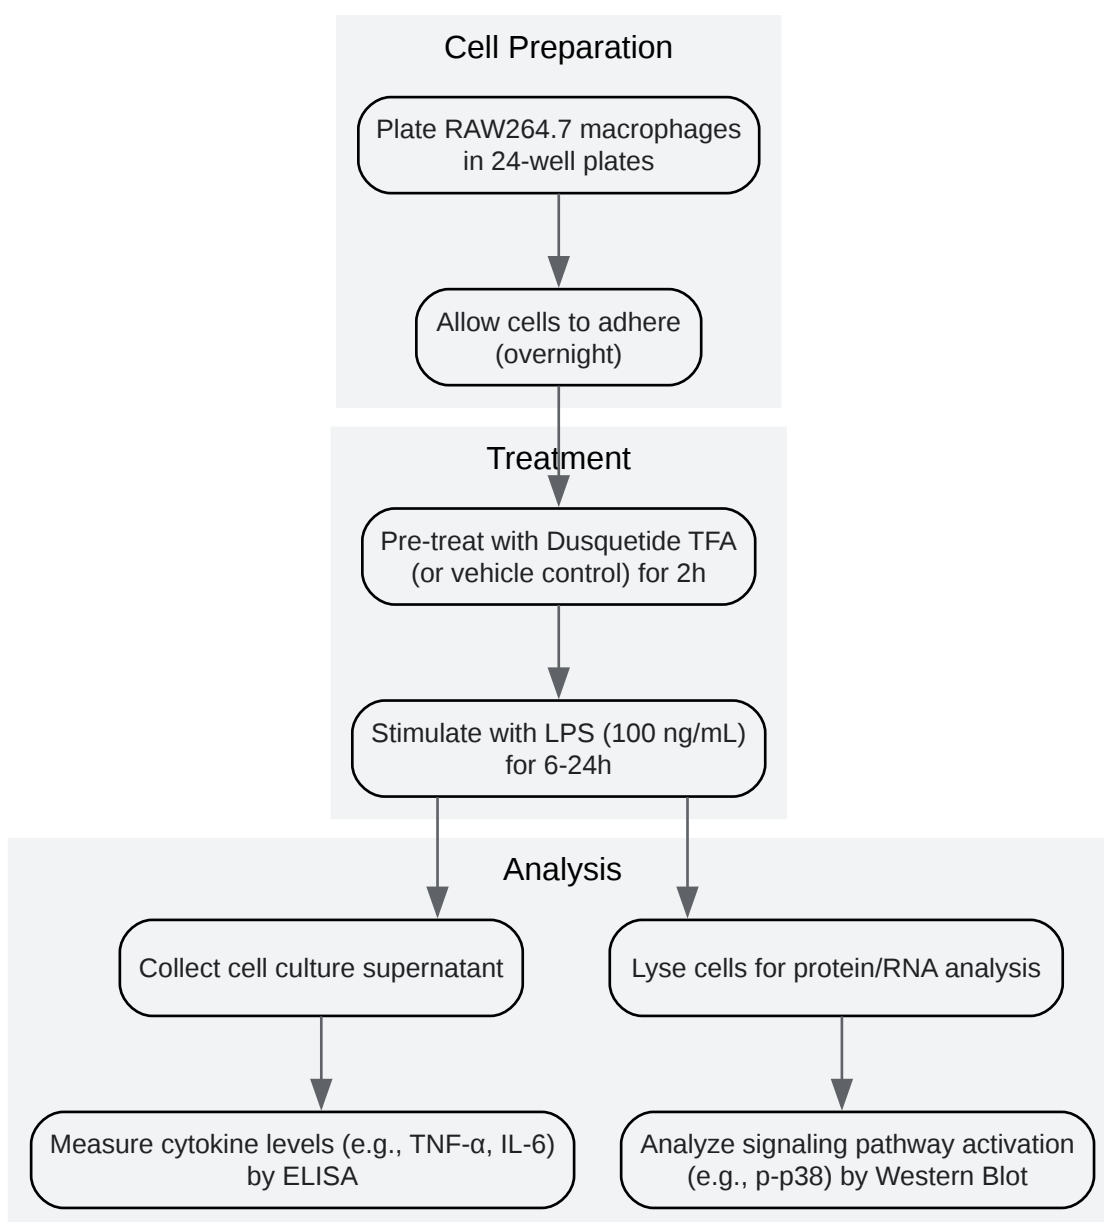 Cell Preparation
Plate RAW264.7 macrophages
in 24-well plates
Allow cells to adhere
(overnight)
Treatment
Pre-treat with Dusquetide TFA
(or vehicle control) for 2h
Stimulate with LPS (100 ng/mL)
for 6-24h
Analysis
Collect cell culture supernatant
Lyse cells for protein/RNA analysis
Measure cytokine levels (e.g., TNF-α, IL-6)
by ELISA
Analyze signaling pathway activation
(e.g., p-p38) by Western Blot